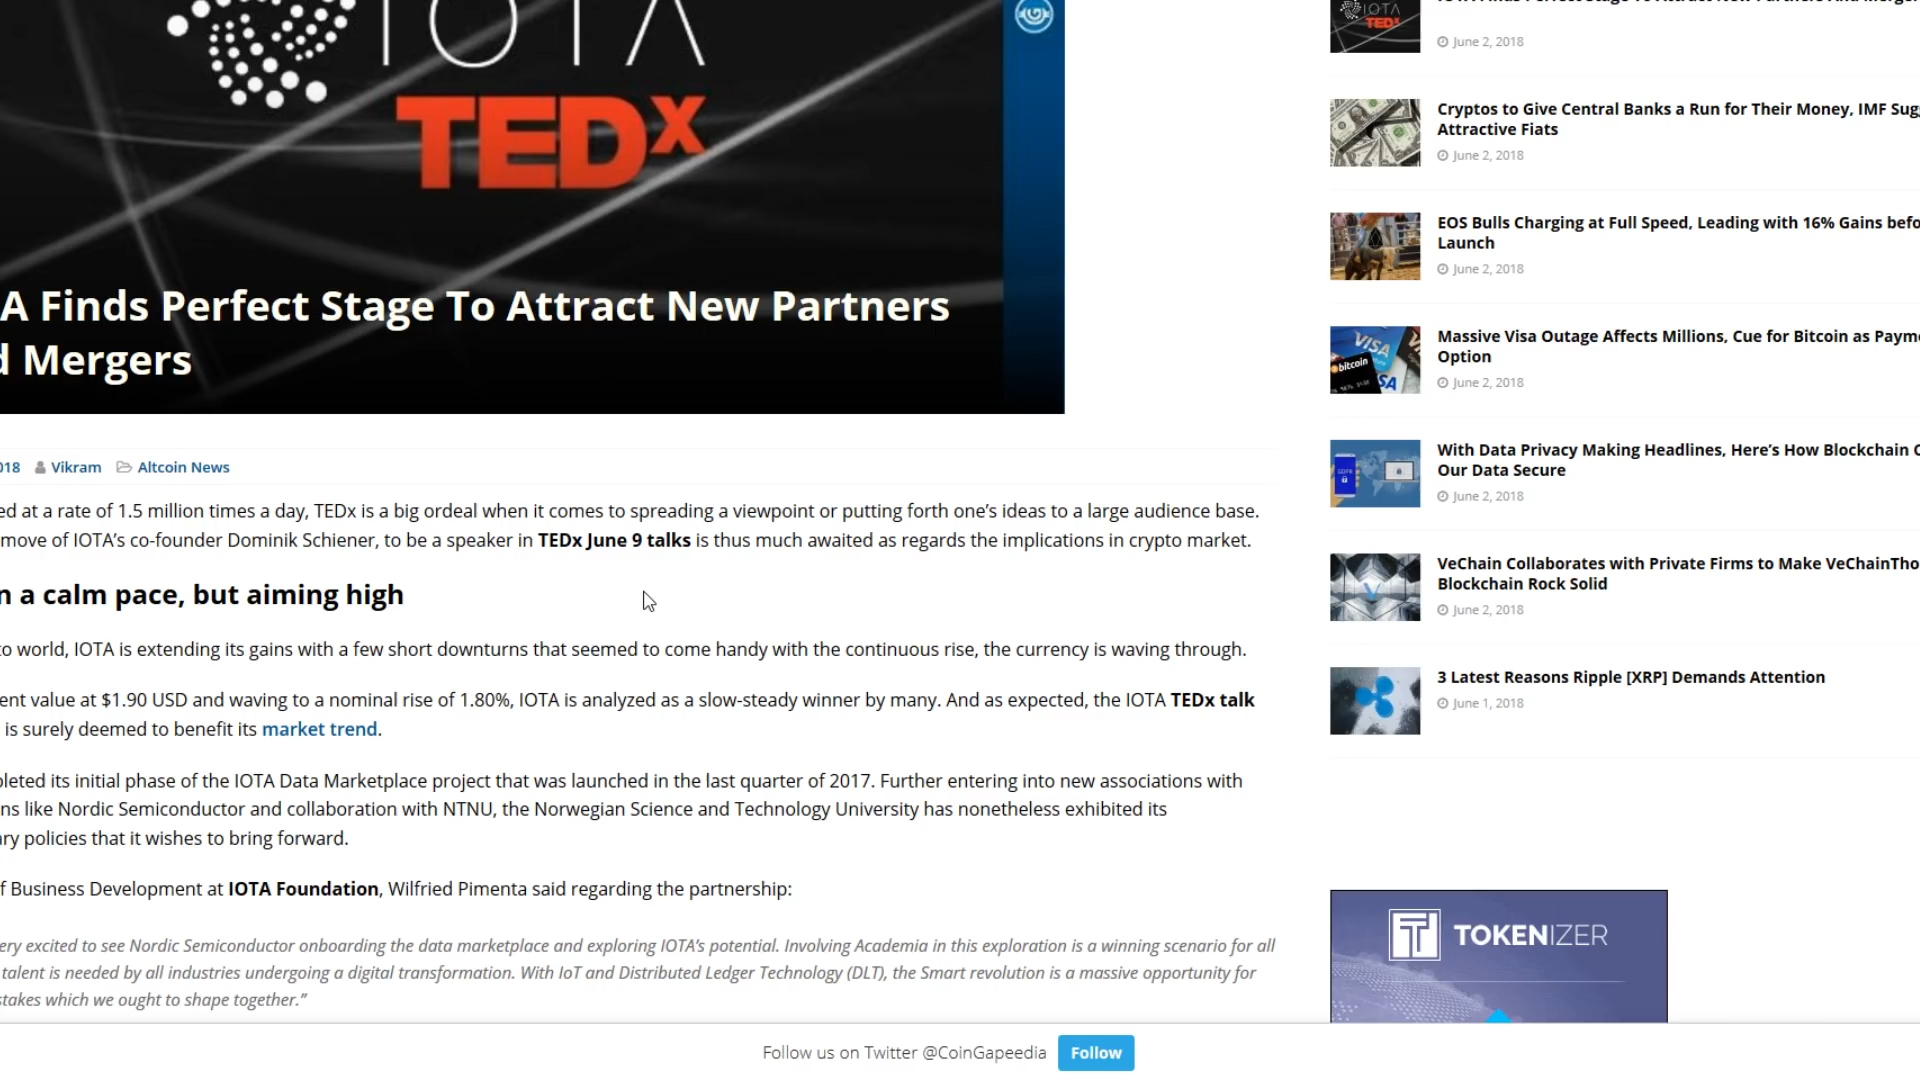 IOTA
TEDx
A Finds Perfect Stage To Attract New Partners
d Mergers
018 Vikram Altcoin News
ed at a rate of 1.5 million times a day, TEDx is a big ordeal when it comes to spreading a viewpoint or putting forth one's ideas to a large audience base.
move of IOTA's co-founder Dominik Schiener, to be a speaker in TEDx June 9 talks is thus much awaited as regards the implications in crypto market.
n a calm pace, but aiming high
to world, IOTA is extending its gains with a few short downturns that seemed to come handy with the continuous rise, the currency is waving through.
ent value at $1.90 USD and waving to a nominal rise of 1.80%, IOTA is analyzed as a slow-steady winner by many. And as expected, the IOTA TEDx talk
is surely deemed to benefit its market trend.
pleted its initial phase of the IOTA Data Marketplace project that was launched in the last quarter of 2017. Further entering into new associations with
ns like Nordic Semiconductor and collaboration with NTNU, the Norwegian Science and Technology University has nonetheless exhibited its
ary policies that it wishes to bring forward.
f Business Development at IOTA Foundation, Wilfried Pimenta said regarding the partnership:
ery excited to see Nordic Semiconductor onboarding the data marketplace and exploring IOTA's potential. Involving Academia in this exploration is a winning scenario for all
talent is needed by all industries undergoing a digital transformation. With IoT and Distributed Ledger Technology (DLT), the Smart revolution is a massive opportunity for
stakes which we ought to shape together.”
IOTA
TEDx
June 2, 2018
Cryptos to Give Central Banks a Run for Their Money, IMF Sug
Attractive Fiats
June 2, 2018
EOS Bulls Charging at Full Speed, Leading with 16% Gains befo
Launch
June 2, 2018
VISA
bitcoin
Massive Visa Outage Affects Millions, Cue for Bitcoin as Payme
Option
June 2, 2018
GDPR
With Data Privacy Making Headlines, Here's How Blockchain C
Our Data Secure
June 2, 2018
VeChain Collaborates with Private Firms to Make VeChainTho
Blockchain Rock Solid
June 2, 2018
3 Latest Reasons Ripple [XRP] Demands Attention
June 1, 2018
TOKENIZER
Follow us on Twitter @CoinGapeedia Follow